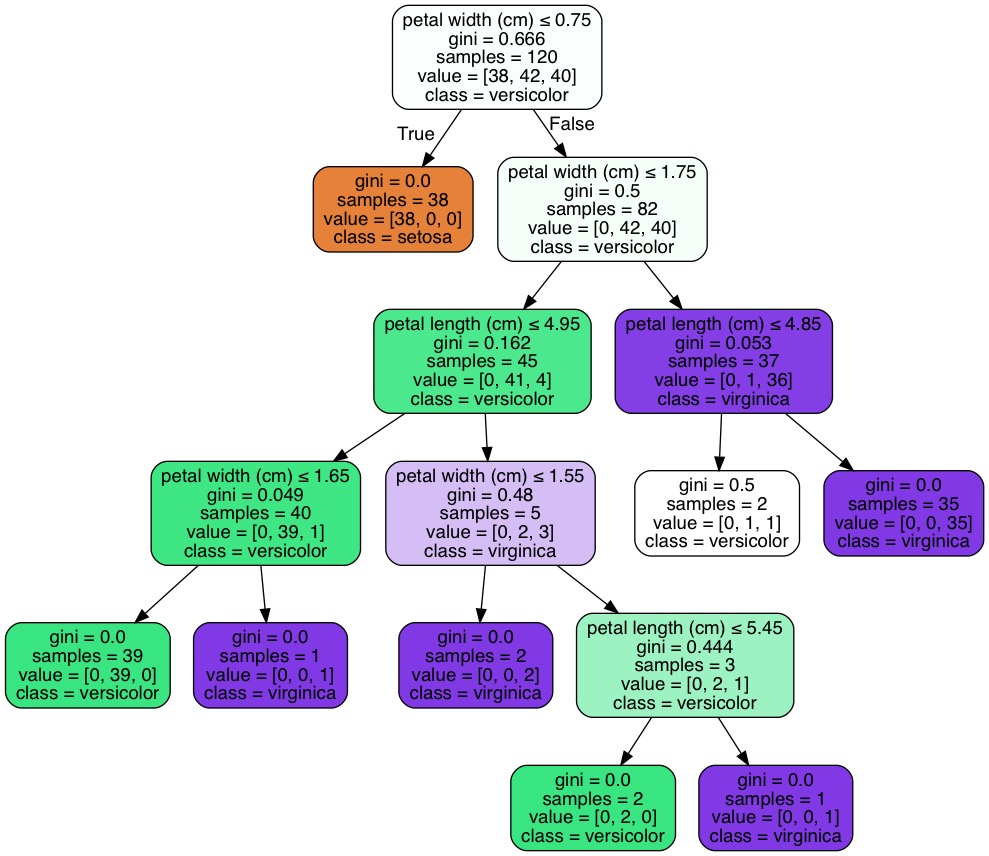 petal width (cm) ≤ 0.75
gini = 0.666
samples = 120
value = [38, 42, 40]
class = versicolor
True
False
gini = 0.0
samples = 38
value = [38, 0, 0]
class = setosa
petal width (cm) ≤ 1.75
gini = 0.5
samples = 82
value = [0, 42, 40]
class = versicolor
petal length (cm) ≤ 4.95
gini = 0.162
samples = 45
value = [0, 41, 4]
class = versicolor
petal length (cm) ≤ 4.85
gini = 0.053
samples = 37
value = [0, 1, 36]
class = virginica
petal width (cm) ≤ 1.65
gini = 0.049
samples = 40
value = [0, 39, 1]
class = versicolor
petal width (cm) ≤ 1.55
gini = 0.48
samples = 5
value = [0, 2, 3]
class = virginica
gini = 0.5
samples = 2
value = [0, 1, 1]
class = versicolor
gini = 0.0
samples = 35
value = [0, 0, 35]
class = virginica
gini = 0.0
samples = 39
value = [0, 39, 0]
class = versicolor
gini = 0.0
samples = 1
value = [0, 0, 1]
class = virginica
gini = 0.0
samples = 2
value = [0, 0, 2]
class = virginica
petal length (cm) ≤ 5.45
gini = 0.444
samples = 3
value = [0, 2, 1]
class = versicolor
gini = 0.0
samples = 2
value = [0, 2, 0]
class = versicolor
gini = 0.0
samples = 1
value = [0, 0, 1]
class = virginica